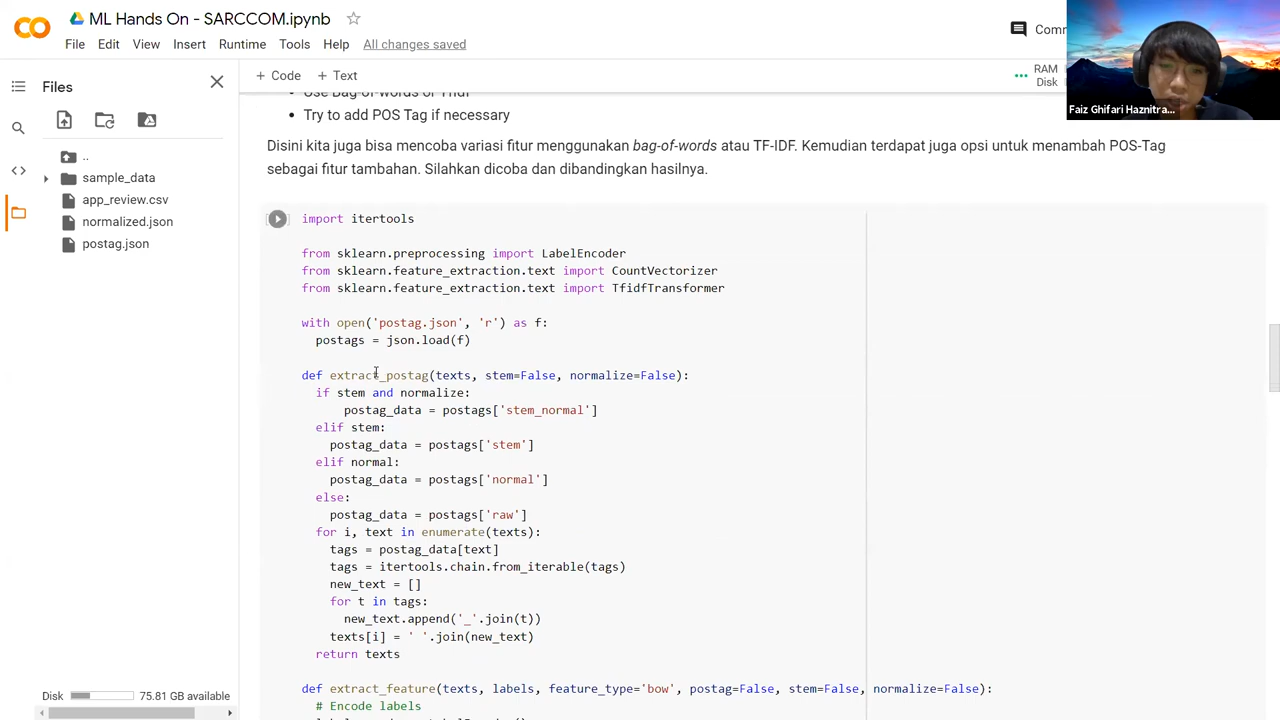 CO
ML Hands On - SARCCOM.ipynb
File Edit View Insert Runtime Tools Help All changes saved
Comm
Faiz Ghifari Haznitra...
Files
+ Code + Text
RAM
Disk
• Use Bag-of-words or TfIdf
• Try to add POS Tag if necessary
Disini kita juga bisa mencoba variasi fitur menggunakan bag-of-words atau TF-IDF. Kemudian terdapat juga opsi untuk menambah POS-Tag
sebagai fitur tambahan. Silahkan dicoba dan dibandingkan hasilnya.
..
sample_data
app_review.csv
normalized.json
postag.json
import itertools
from sklearn.preprocessing import LabelEncoder
from sklearn.feature_extraction.text import CountVectorizer
from sklearn.feature_extraction.text import TfidfTransformer
with open('postag.json', 'r') as f:
postags = json.load(f)
def extract_postag(texts, stem=False, normalize=False):
if stem and normalize:
postag_data = postags['stem_normal']
elif stem:
postag_data = postags['stem']
elif normal:
postag_data = postags['normal']
else:
postag_data = postags['raw']
for i, text in enumerate(texts):
tags = postag_data[text]
tags = itertools.chain.from_iterable(tags)
new_text = []
for t in tags:
new_text.append('_'.join(t))
texts[i] = ' '.join(new_text)
return texts
def extract_feature(texts, labels, feature_type='bow', postag=False, stem=False, normalize=False):
# Encode labels
Disk 75.81 GB available